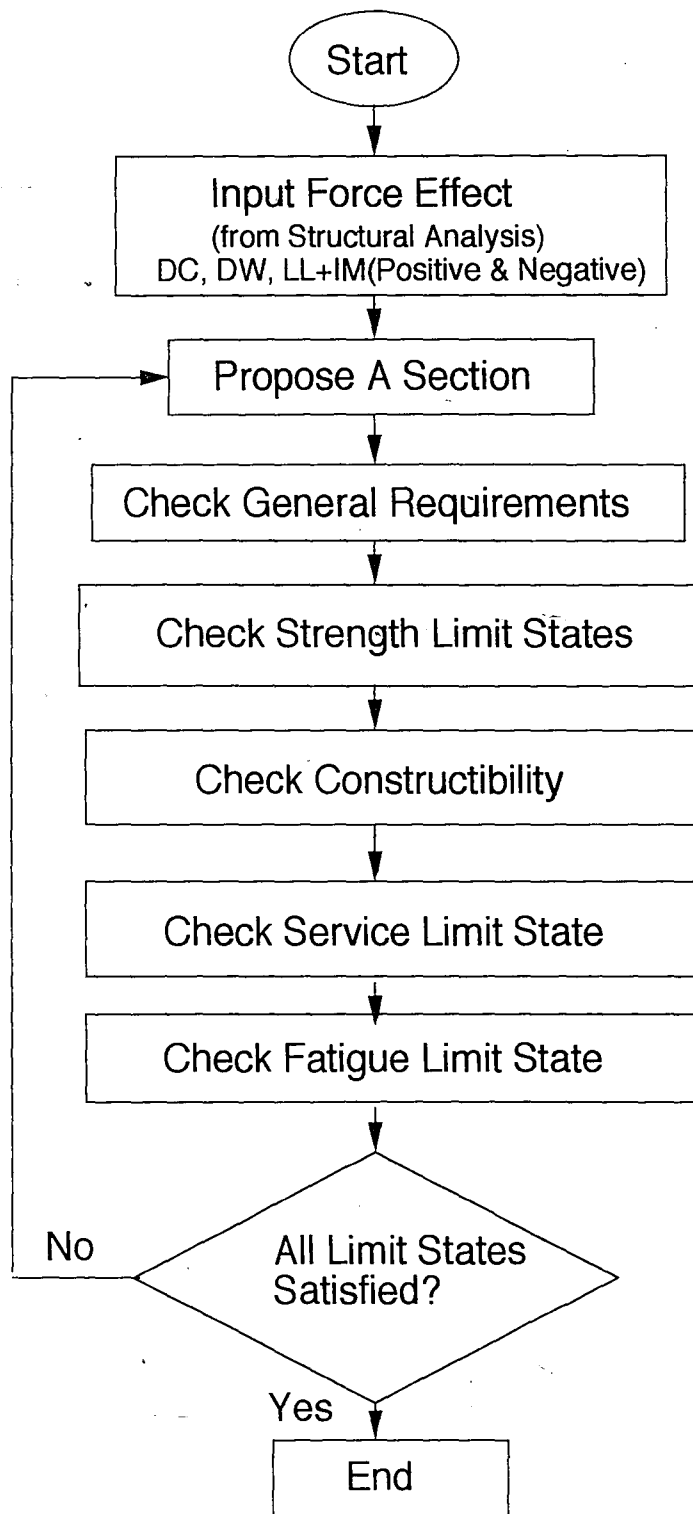 Start
Input Force Effect
(from Structural Analysis)
DC, DW, LL+IM(Positive & Negative)
Propose A Section
Check General Requirements
Check Strength Limit States
Check Constructibility
Check Service Limit State
Check Fatigue Limit State
All Limit States
Satisfied?
No
Yes
End